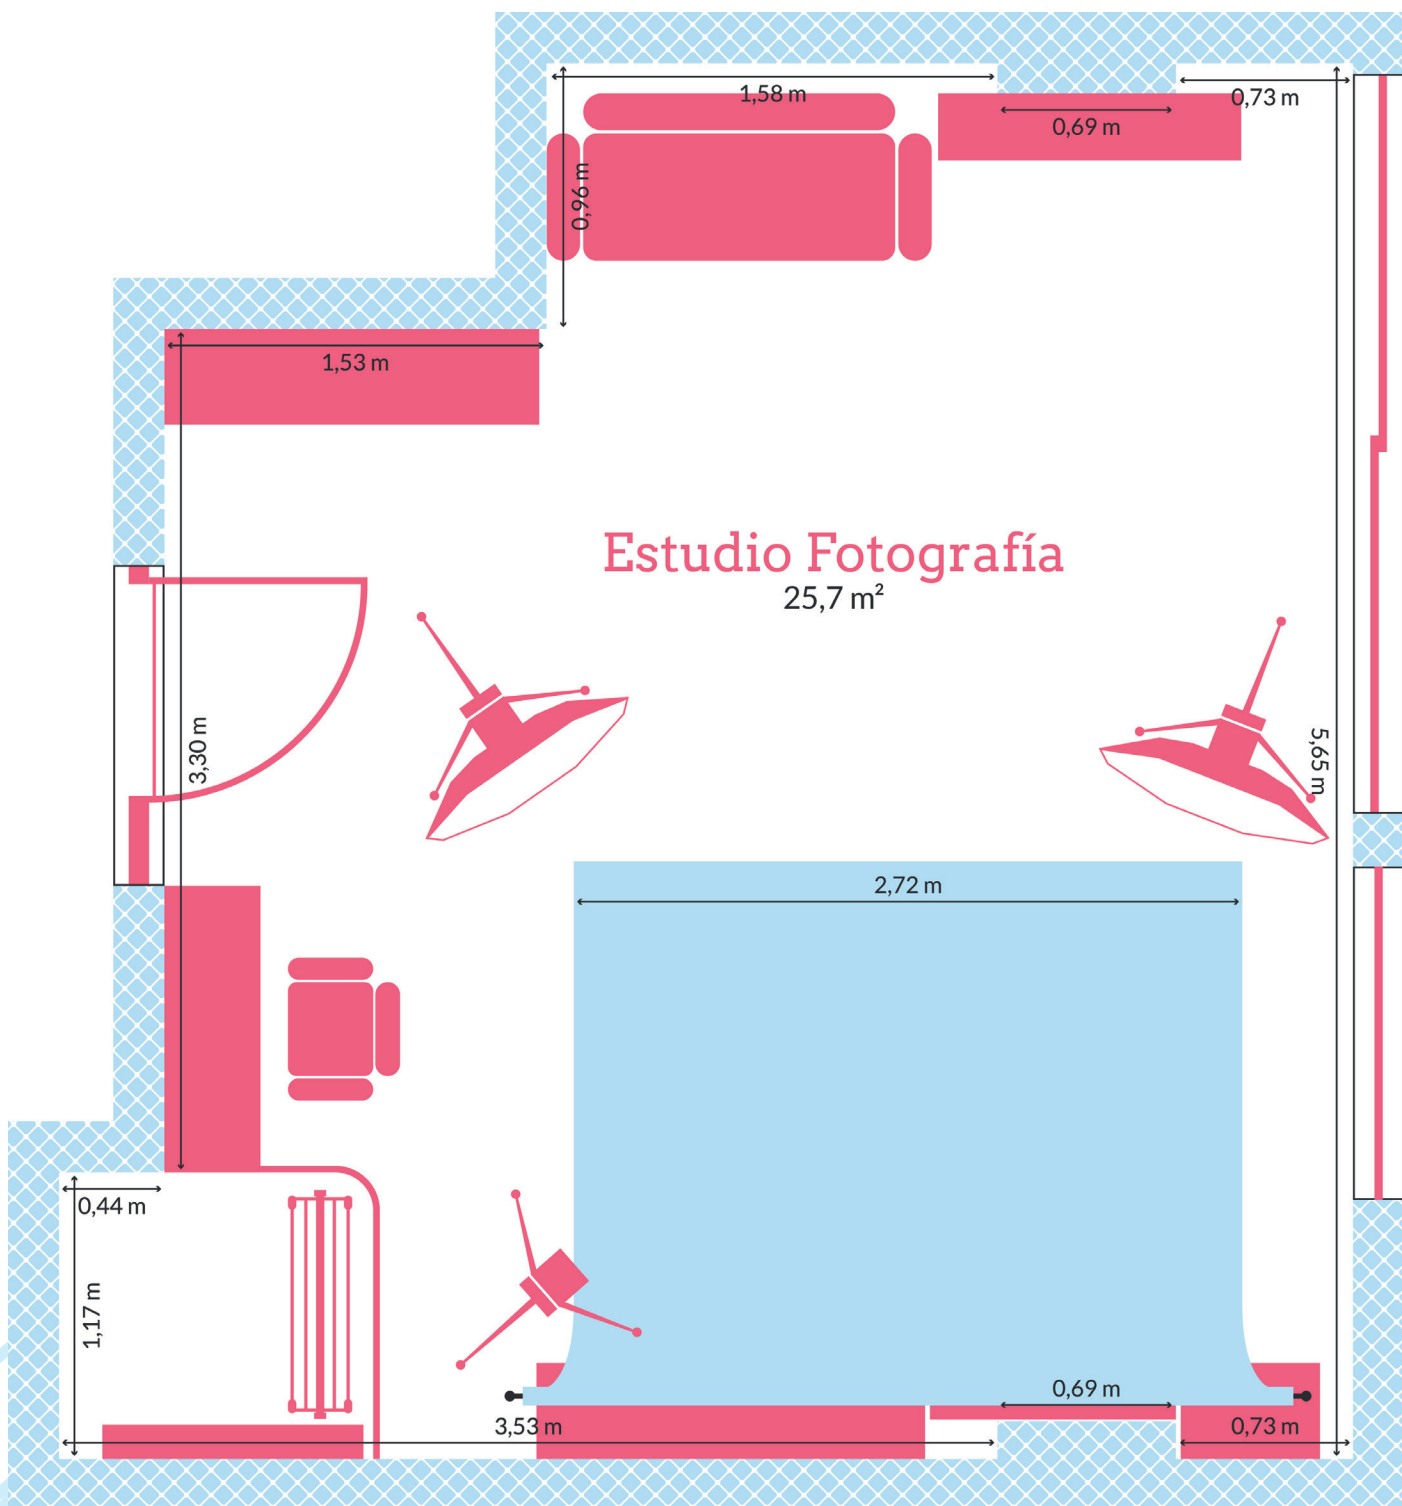 1,58 m
0,73 m
0,69 m
0,96 m
1,53 m
Estudio Fotografía
25,7 m²
3,30 m
5,65 m
2,72 m
0,44 m
1,17 m
0,69 m
3,53 m
0,73 m